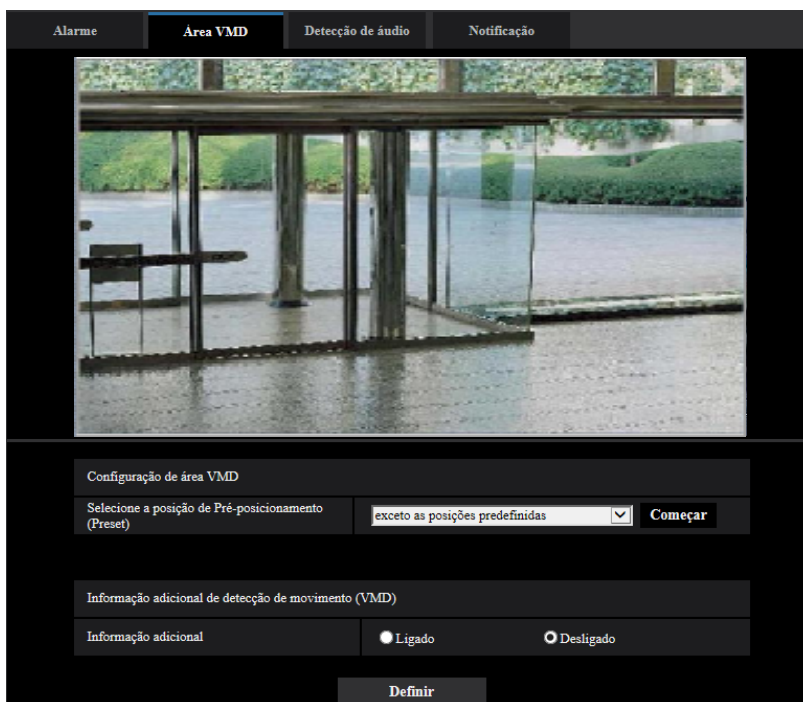 Alarme
Área VMD
Detecção de áudio
Notificação
Configuração de área VMD
Selecione a posição de Pré-posicionamento
(Preset)
exceto as posições predefinidas
Começar
Informação adicional de detecção de movimento (VMD)
Informação adicional
Ligado
Desligado
Definir